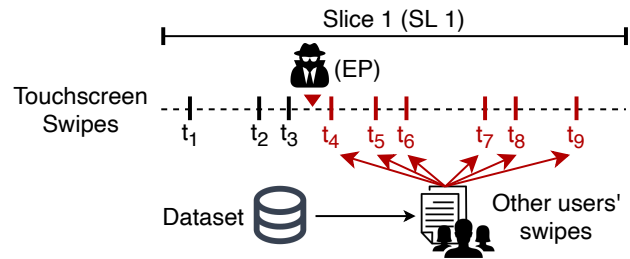 Slice 1 (SL 1)
(EP)
Touchscreen
Swipes
t1 t2 t3 t4 t5 t6 t7 t8 t9
Dataset
Other users'
swipes